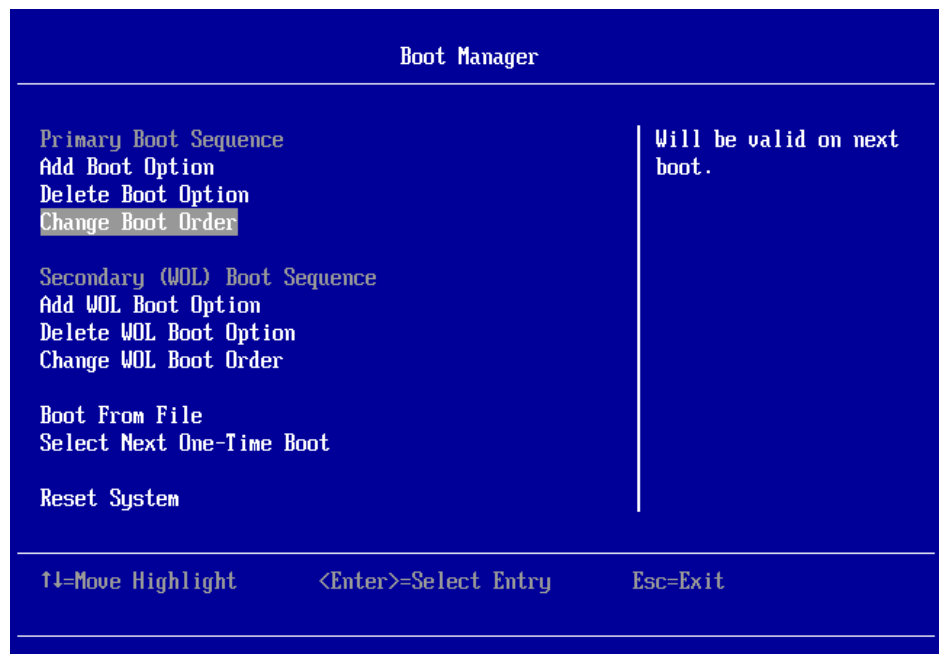 Boot Manager
Primary Boot Sequence
Add Boot Option
Delete Boot Option
Change Boot Order
Secondary (WOL) Boot Sequence
Add WOL Boot Option
Delete WOL Boot Option
Change WOL Boot Order
Boot From File
Select Next One-Time Boot
Reset System
Will be valid on next
boot.
↑↓=Move Highlight <Enter>=Select Entry Esc=Exit